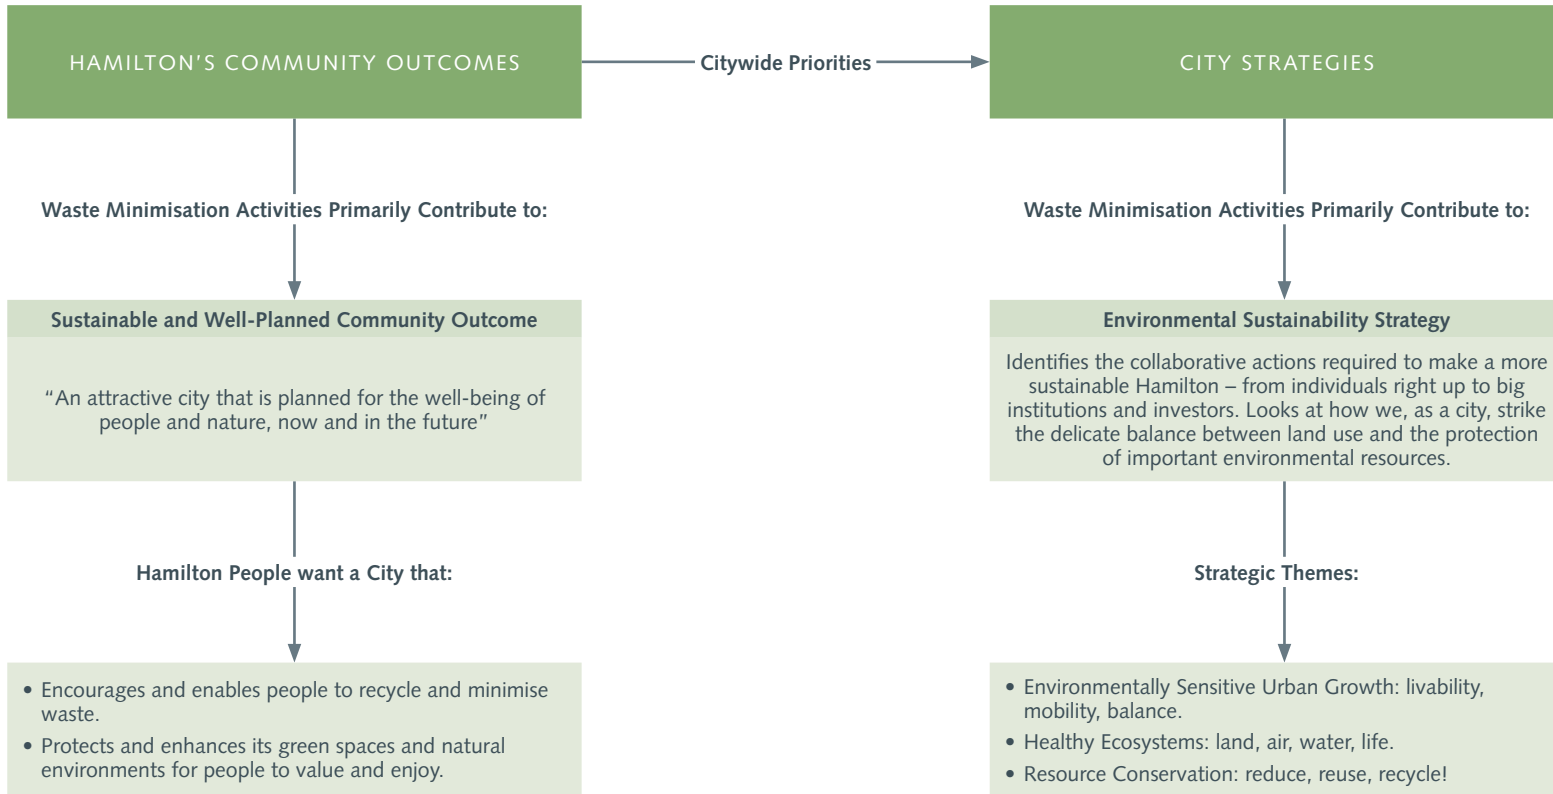 HAMILTON'S COMMUNITY OUTCOMES
Citywide Priorities
CITY STRATEGIES
Waste Minimisation Activities Primarily Contribute to:
Sustainable and Well-Planned Community Outcome
“An attractive city that is planned for the well-being of
people and nature, now and in the future”
Hamilton People want a City that:
• Encourages and enables people to recycle and minimise
waste.
• Protects and enhances its green spaces and natural
environments for people to value and enjoy.
Waste Minimisation Activities Primarily Contribute to:
Environmental Sustainability Strategy
Identifies the collaborative actions required to make a more
sustainable Hamilton – from individuals right up to big
institutions and investors. Looks at how we, as a city, strike
the delicate balance between land use and the protection
of important environmental resources.
Strategic Themes:
• Environmentally Sensitive Urban Growth: livability,
mobility, balance.
• Healthy Ecosystems: land, air, water, life.
• Resource Conservation: reduce, reuse, recycle!